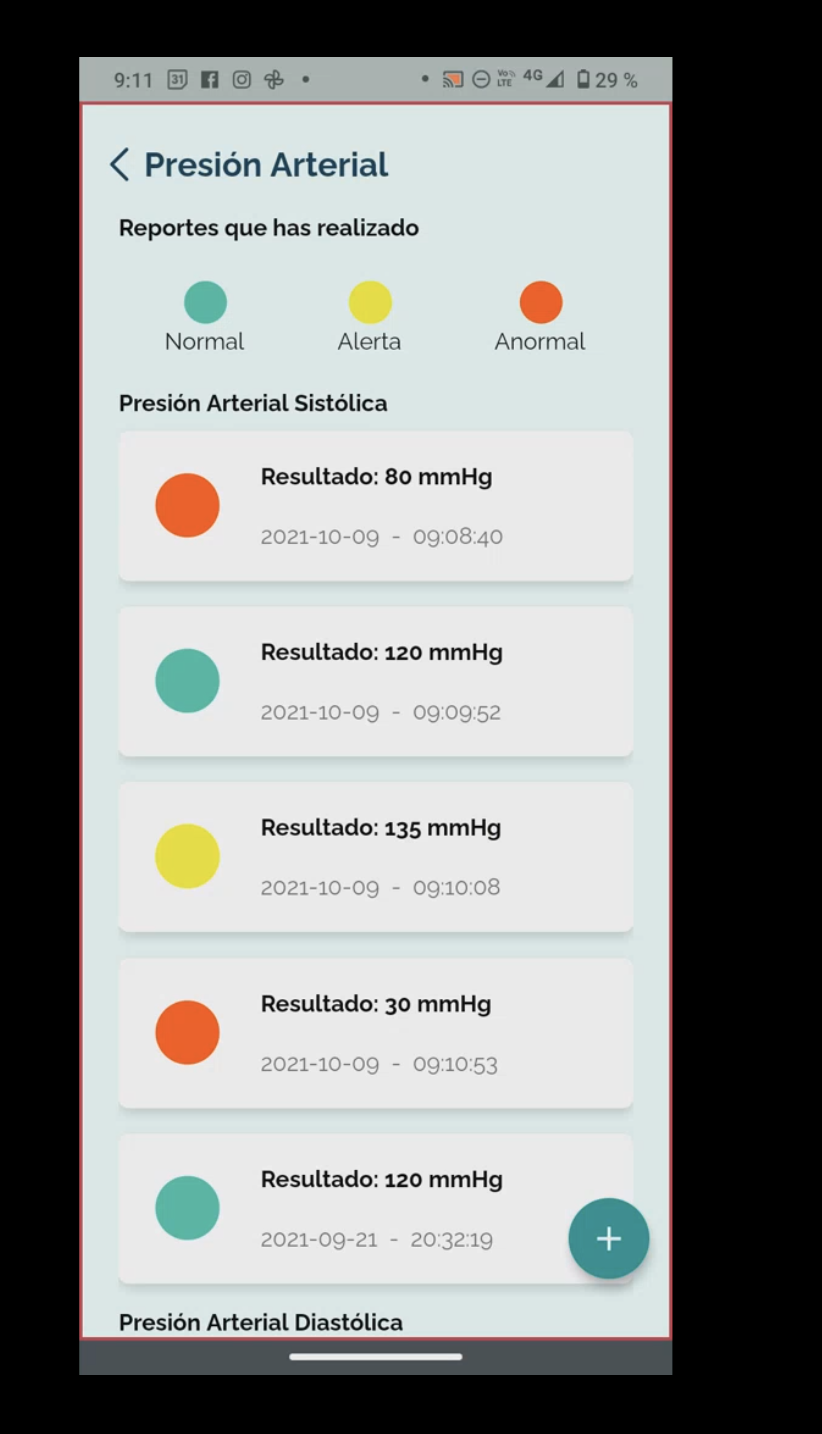 9:11 31 Vo LTE 4G 29 %
Presión Arterial
Reportes que has realizado
Normal Alerta Anormal
Presión Arterial Sistólica
Resultado: 80 mmHg
2021-10-09 - 09:08:40
Resultado: 120 mmHg
2021-10-09 - 09:09:52
Resultado: 135 mmHg
2021-10-09 - 09:10:08
Resultado: 30 mmHg
2021-10-09 - 09:10:53
Resultado: 120 mmHg
2021-09-21 - 20:32:19
+
Presión Arterial Diastólica